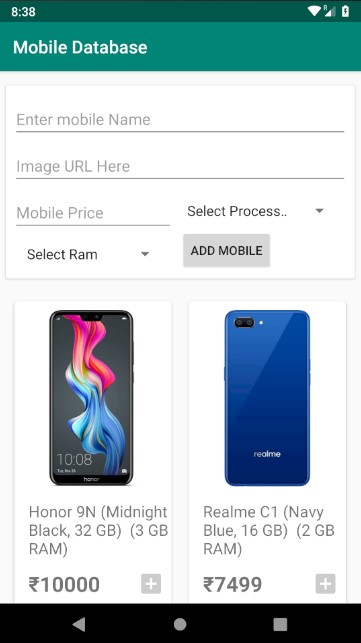 8:38
R
Mobile Database
Enter mobile Name
Image URL Here
Mobile Price
Select Process..
Select Ram
ADD MOBILE
10:08
honor
realme
Honor 9N (Midnight
Black, 32 GB) (3 GB
RAM)
₹10000
Realme C1 (Navy
Blue, 16 GB) (2 GB
RAM)
₹7499